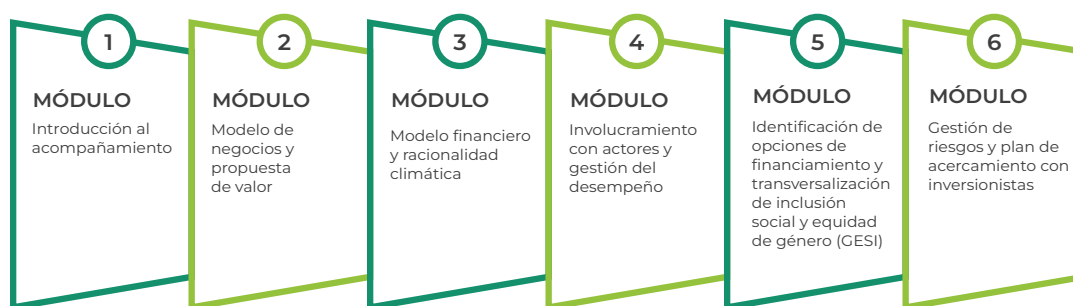 1
MÓDULO
Introducción al
acompañamiento
2
MÓDULO
Modelo de
negocios y
propuesta
de valor
3
MÓDULO
Modelo financiero
y racionalidad
climática
4
MÓDULO
Involucramiento
con actores y
gestión del
desempeño
5
MÓDULO
Identificación de
opciones de
financiamiento y
transversalización
de inclusión
social y equidad
de género (GESI)
6
MÓDULO
Gestión de
riesgos y plan de
acercamiento con
inversionistas